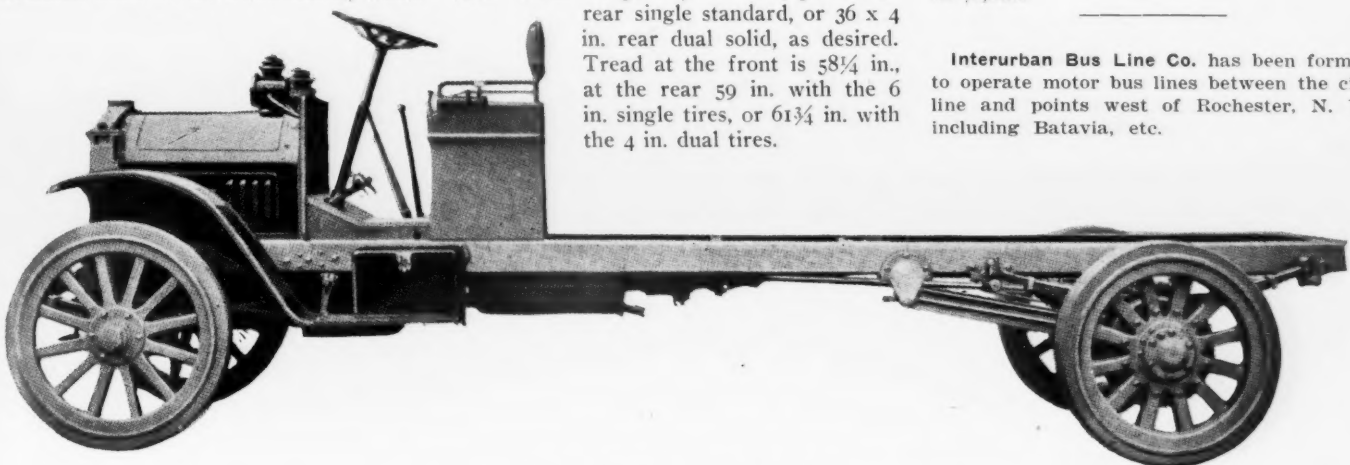 rear single standard, or 36 x 4
in. rear dual solid, as desired.
Tread at the front is 58¼ in.,
at the rear 59 in. with the 6
in. single tires, or 61¾ in. with
the 4 in. dual tires.
Interurban Bus Line Co. has been form
to operate motor bus lines between the c
line and points west of Rochester, N.
including Batavia, etc.